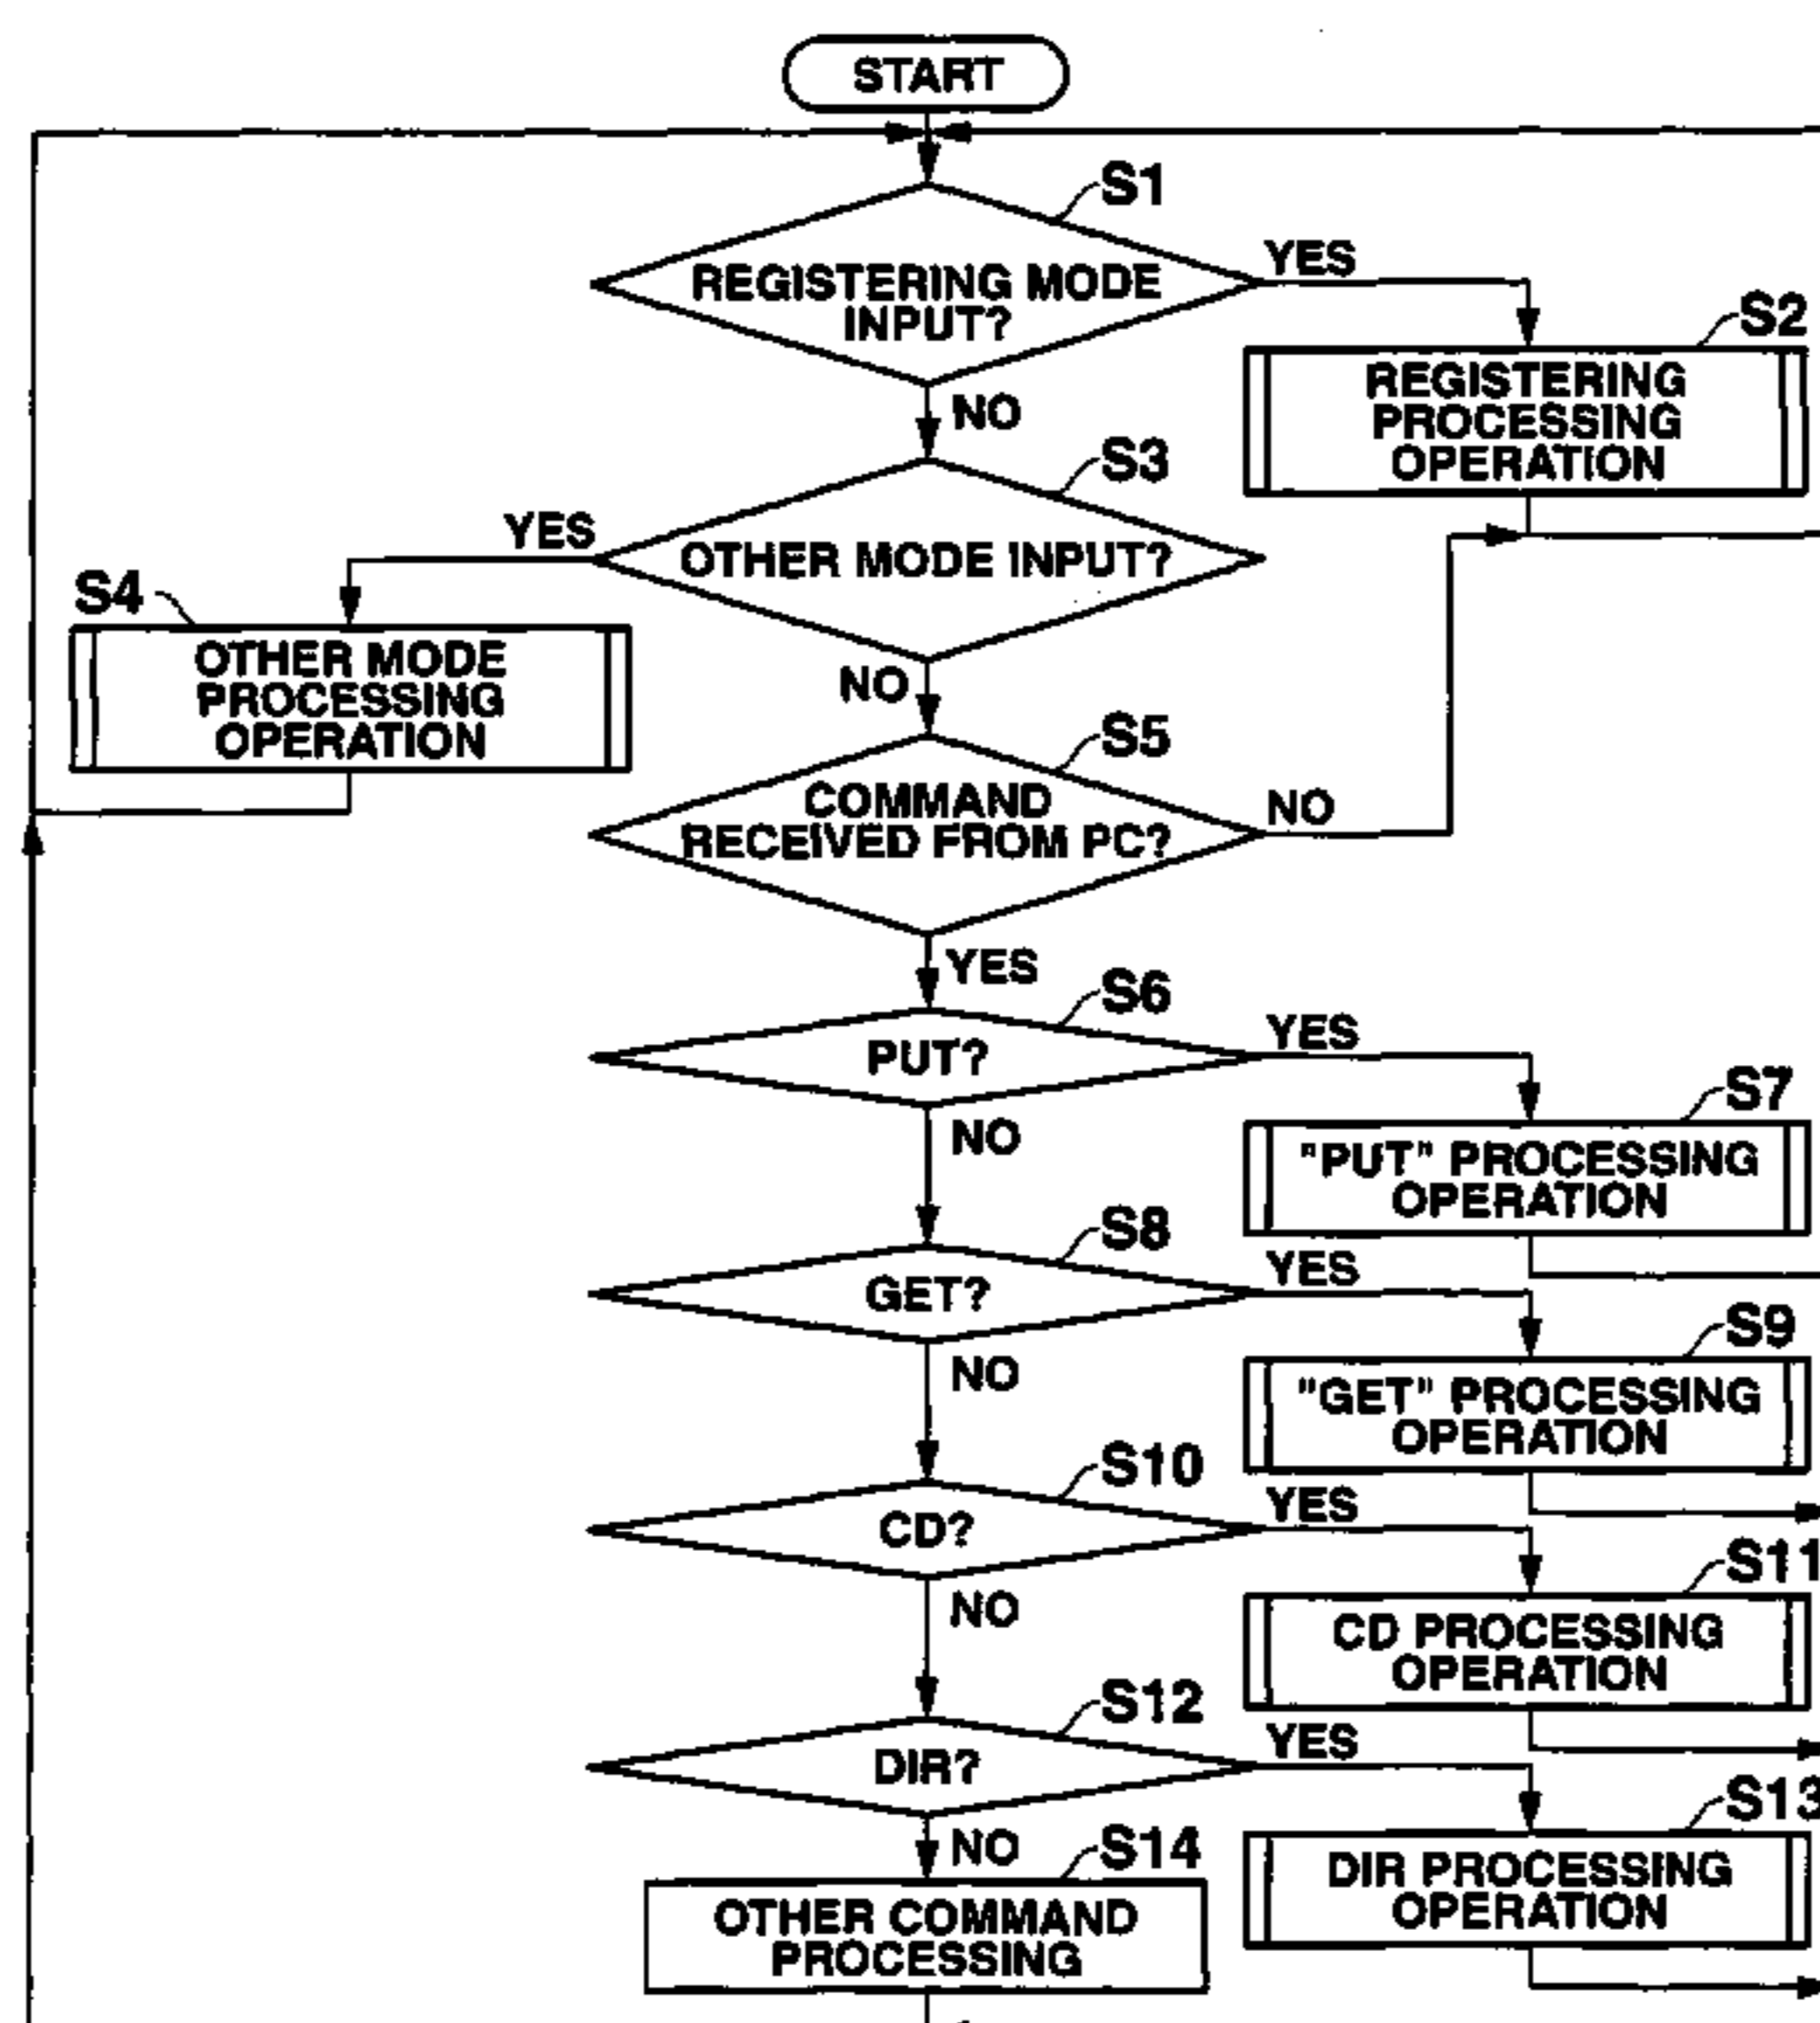 START
S1
REGISTERING MODE
INPUT?
YES
S2
REGISTERING
PROCESSING
OPERATION
NO
S3
OTHER MODE INPUT?
YES
S4
OTHER MODE
PROCESSING
OPERATION
NO
S5
COMMAND
RECEIVED FROM PC?
NO
YES
S6
PUT?
YES
S7
"PUT" PROCESSING
OPERATION
NO
S8
GET?
YES
S9
"GET" PROCESSING
OPERATION
NO
S10
CD?
YES
S11
CD PROCESSING
OPERATION
NO
S12
DIR?
YES
S13
DIR PROCESSING
OPERATION
NO
S14
OTHER COMMAND
PROCESSING